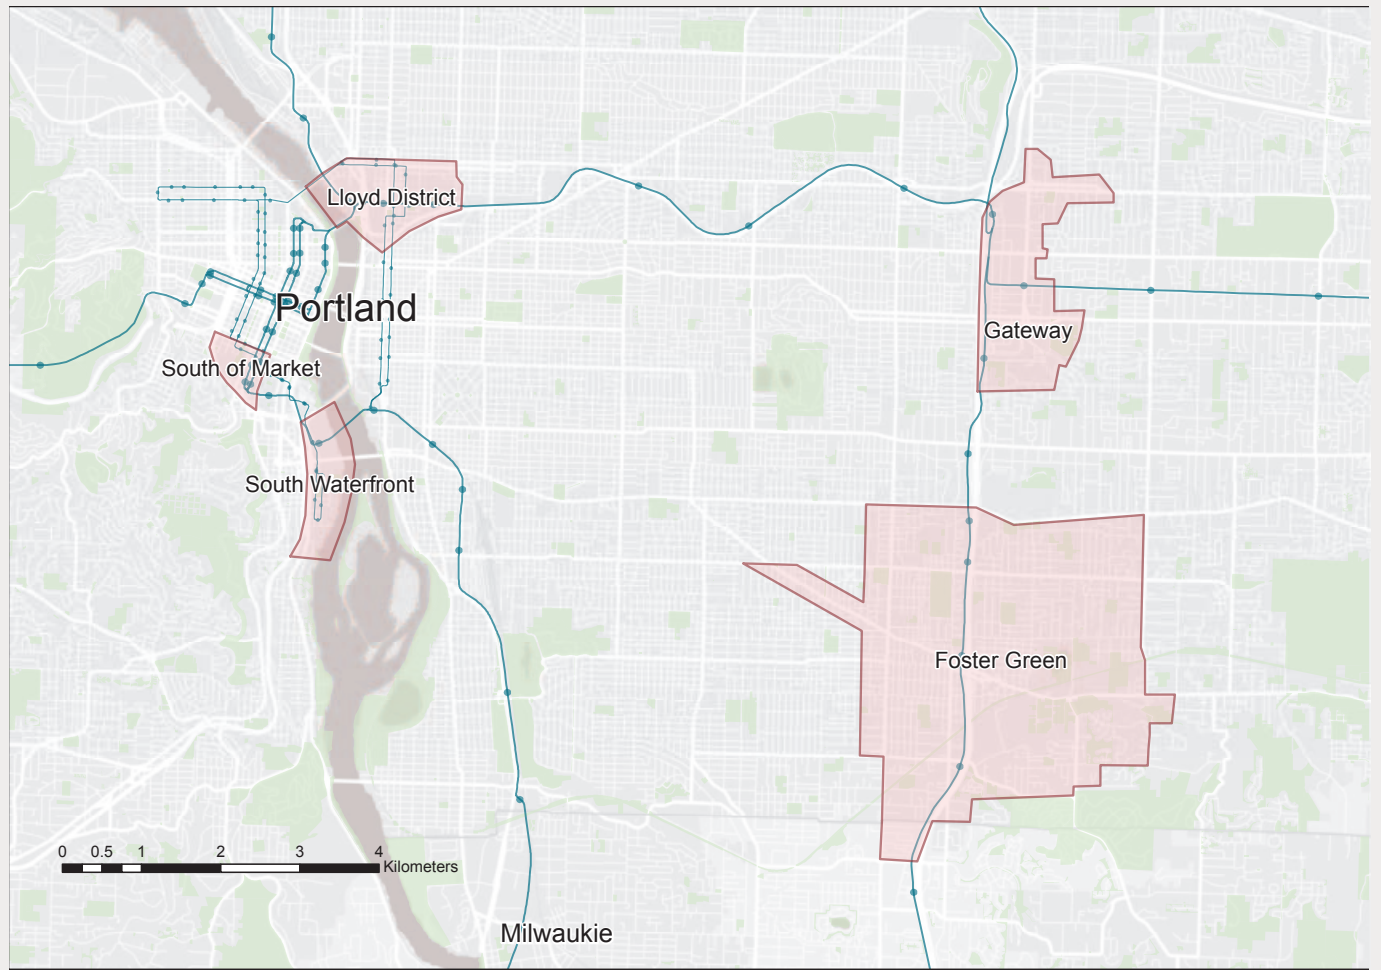 Lloyd District
Portland
Gateway
South of Market
South Waterfront
Foster Green
0 0.5 1 2 3 4
Kilometers
Milwaukie